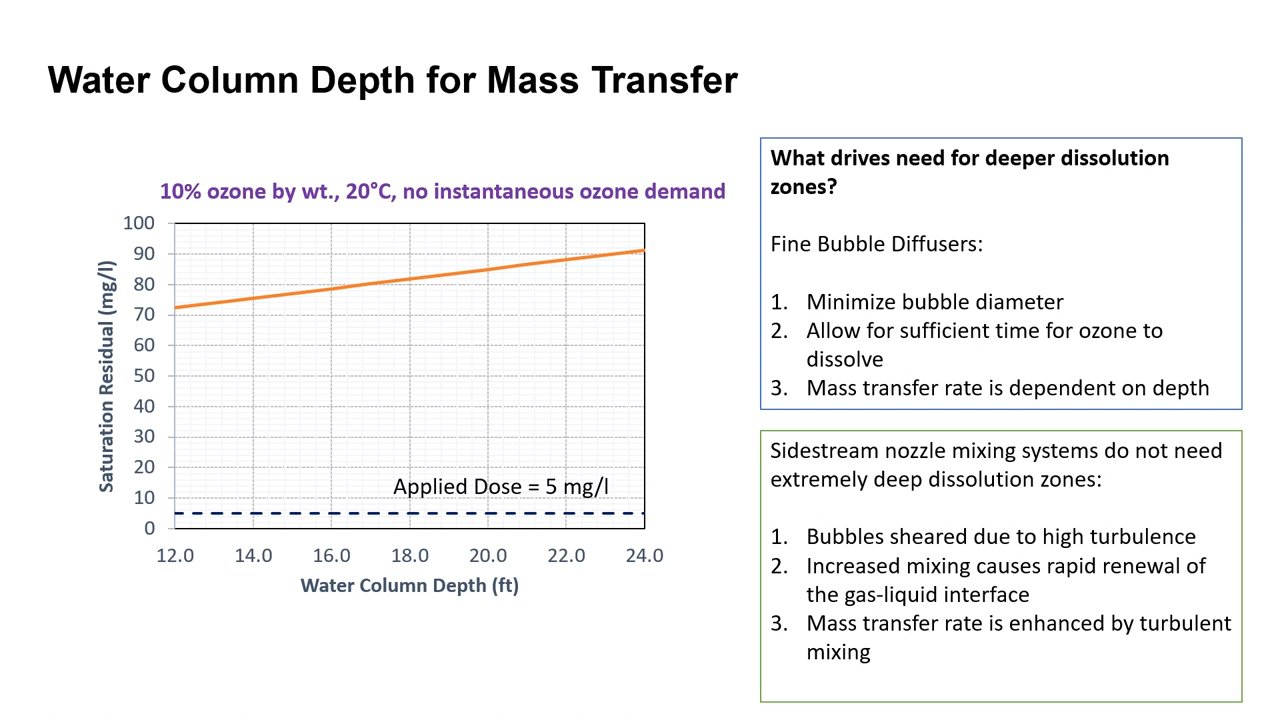 Water Column Depth for Mass Transfer
10% ozone by wt., 20°C, no instantaneous ozone demand
100
90
80
70
60
50
40
30
20
10
0
Saturation Residual (mg/l)
Applied Dose = 5 mg/l
12.0 14.0 16.0 18.0 20.0 22.0 24.0
Water Column Depth (ft)
What drives need for deeper dissolution
zones?
Fine Bubble Diffusers:
1. Minimize bubble diameter
2. Allow for sufficient time for ozone to
dissolve
3. Mass transfer rate is dependent on depth
Sidestream nozzle mixing systems do not need
extremely deep dissolution zones:
1. Bubbles sheared due to high turbulence
2. Increased mixing causes rapid renewal of
the gas-liquid interface
3. Mass transfer rate is enhanced by turbulent
mixing